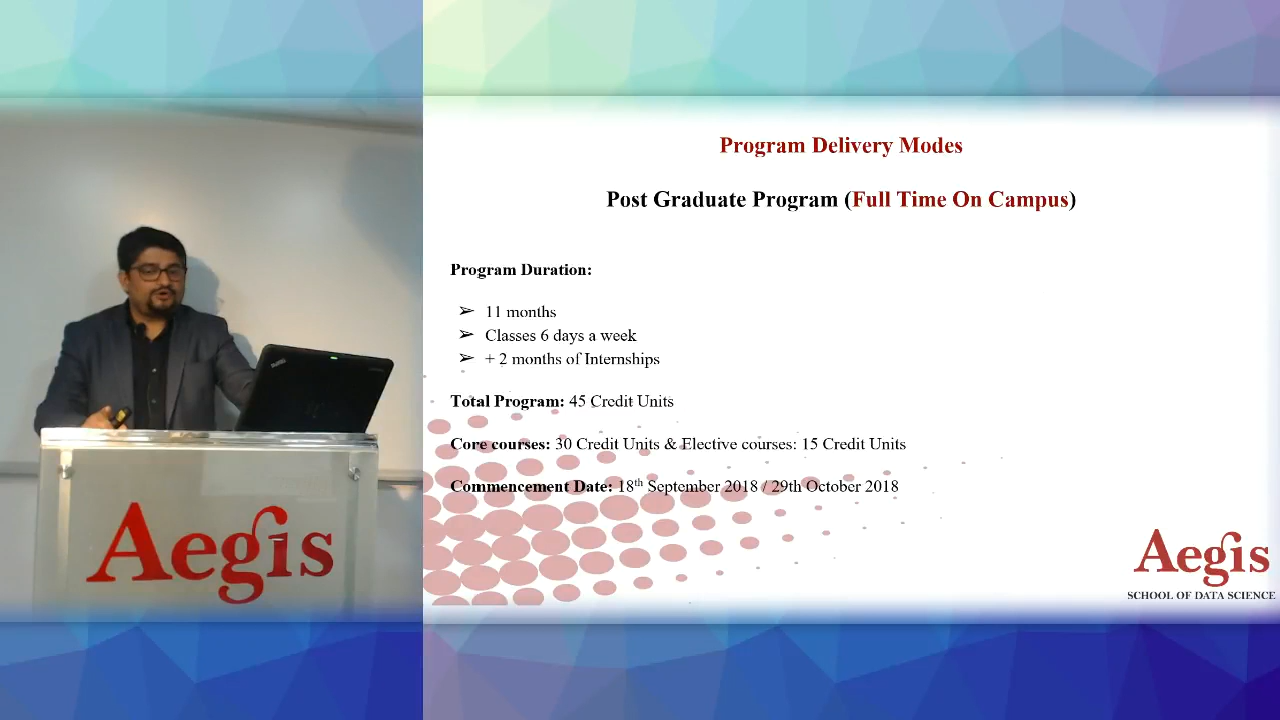 Program Delivery Modes
Post Graduate Program (Full Time On Campus)
Program Duration:
➢ 11 months
➢ Classes 6 days a week
➢ + 2 months of Internships
Total Program: 45 Credit Units
Core courses: 30 Credit Units & Elective courses: 15 Credit Units
Commencement Date: 18th September 2018 / 29th October 2018
Aegis
Aegis
SCHOOL OF DATA SCIENCE